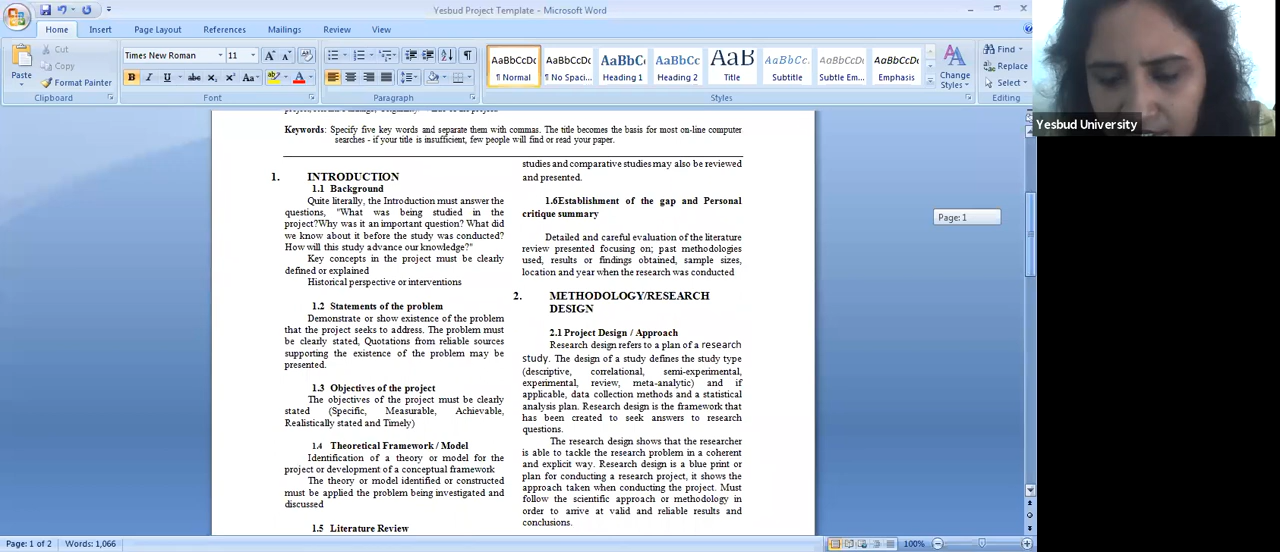 Yesbud Project Template - Microsoft Word
Home Insert Page Layout References Mailings Review View
Paste
Cut
Copy
Format Painter
Clipboard
Times New Roman 11
Font
Paragraph
AaBbCcDc AaBbCcDc AaBbC AaBbCc AaB AaBbCc. AaBbCcDc AaBbCcDc
¶ Normal ¶ No Spaci... Heading 1 Heading 2 Title Subtitle Subtle Em... Emphasis
Change
Styles
Styles
Find
Replace
Select
Editing
Yesbud University
Keywords: Specify five key words and separate them with commas. The title becomes the basis for most on-line computer
searches - if your title is insufficient, few people will find or read your paper.
1. INTRODUCTION
1.1 Background
Quite literally, the Introduction must answer the
questions, "What was being studied in the
project?Why was it an important question? What did
we know about it before the study was conducted?
How will this study advance our knowledge?"
Key concepts in the project must be clearly
defined or explained
Historical perspective or interventions
1.2 Statements of the problem
Demonstrate or show existence of the problem
that the project seeks to address. The problem must
be clearly stated, Quotations from reliable sources
supporting the existence of the problem may be
presented.
1.3 Objectives of the project
The objectives of the project must be clearly
stated (Specific, Measurable, Achievable,
Realistically stated and Timely)
1.4 Theoretical Framework / Model
Identification of a theory or model for the
project or development of a conceptual framework
The theory or model identified or constructed
must be applied the problem being investigated and
discussed
1.5 Literature Review
studies and comparative studies may also be reviewed
and presented.
1.6Establishment of the gap and Personal
critique summary
Detailed and careful evaluation of the literature
review presented focusing on; past methodologies
used, results or findings obtained, sample sizes,
location and year when the research was conducted
2. METHODOLOGY/RESEARCH
DESIGN
2.1 Project Design / Approach
Research design refers to a plan of a research
study. The design of a study defines the study type
(descriptive, correlational, semi-experimental,
experimental, review, meta-analytic) and if
applicable, data collection methods and a statistical
analysis plan. Research design is the framework that
has been created to seek answers to research
questions.
The research design shows that the researcher
is able to tackle the research problem in a coherent
and explicit way. Research design is a blue print or
plan for conducting a research project, it shows the
approach taken when conducting the project. Must
follow the scientific approach or methodology in
order to arrive at valid and reliable results and
conclusions.
Page: 1
Page: 1 of 2 Words: 1,066
100%